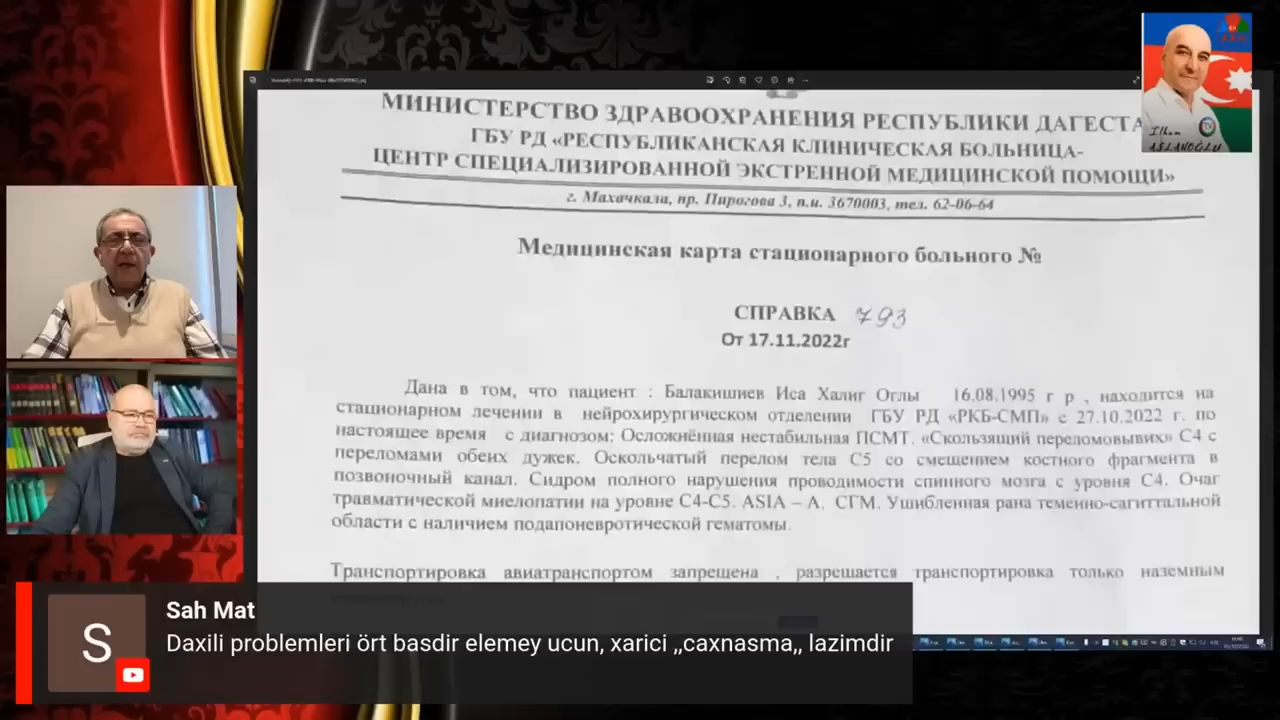 МИНИСТЕРСТВО ЗДРАВООХРАНЕНИЯ РЕСПУБЛИКИ ДАГЕСТА
ГБУ РД «РЕСПУБЛИКАНСКАЯ КЛИНИЧЕСКАЯ БОЛЬНИЦА-
ЦЕНТР СПЕЦИАЛИЗИРОВАННОЙ ЭКСТРЕННОЙ МЕДИЦИНСКОЙ ПОМОЩИ»
г. Махачкала, пр. Пирогова 3, п.и. 3670003, тел. 62-06-64
Медицинская карта стационарного больного №
СПРАВКА 793
От 17.11.2022г
Дана в том, что пациент : Балакишиев Иса Халиг Оглы 16.08.1995 г р , находится на
стационарном лечении в нейрохирургическом отделении ГБУ РД «РКБ-СМП» с 27.10.2022 г. по
настоящее время с диагнозом: Осложнённая нестабильная ПСМТ. «Скользящий переломовывих» С4 с
переломами обеих дужек. Оскольчатый перелом тела С5 со смещением костного фрагмента в
позвоночный канал. Сидром полного нарушения проводимости спинного мозга с уровня С4. Очаг
травматической миелопатии на уровне С4-С5. ASIA – А. СГМ. Ушибленная рана теменно-сагиттальной
области с наличием подапоневротической гематомы.
Транспортировка авиатранспортом запрещена , разрешается транспортировка только наземным
Ilham
ASLANOĞLU
TV
S
Sah Mat
Daxili problemleri ört basdir elemey ucun, xarici ,,caxnasma,, lazimdir